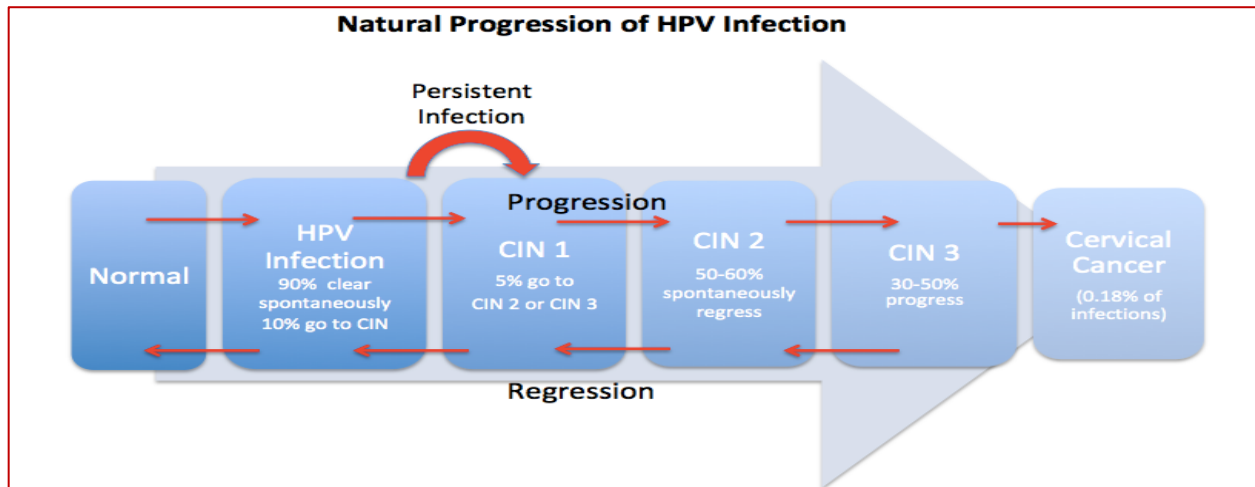 Natural Progression of HPV Infection
Persistent
Infection
Progression
Normal
HPV
Infection
90% clear
spontaneously
10% go to CIN
CIN 1
5% go to
CIN 2 or CIN 3
CIN 2
50-60%
spontaneously
regress
CIN 3
30-50%
progress
Cervical
Cancer
(0.18% of
infections)
Regression